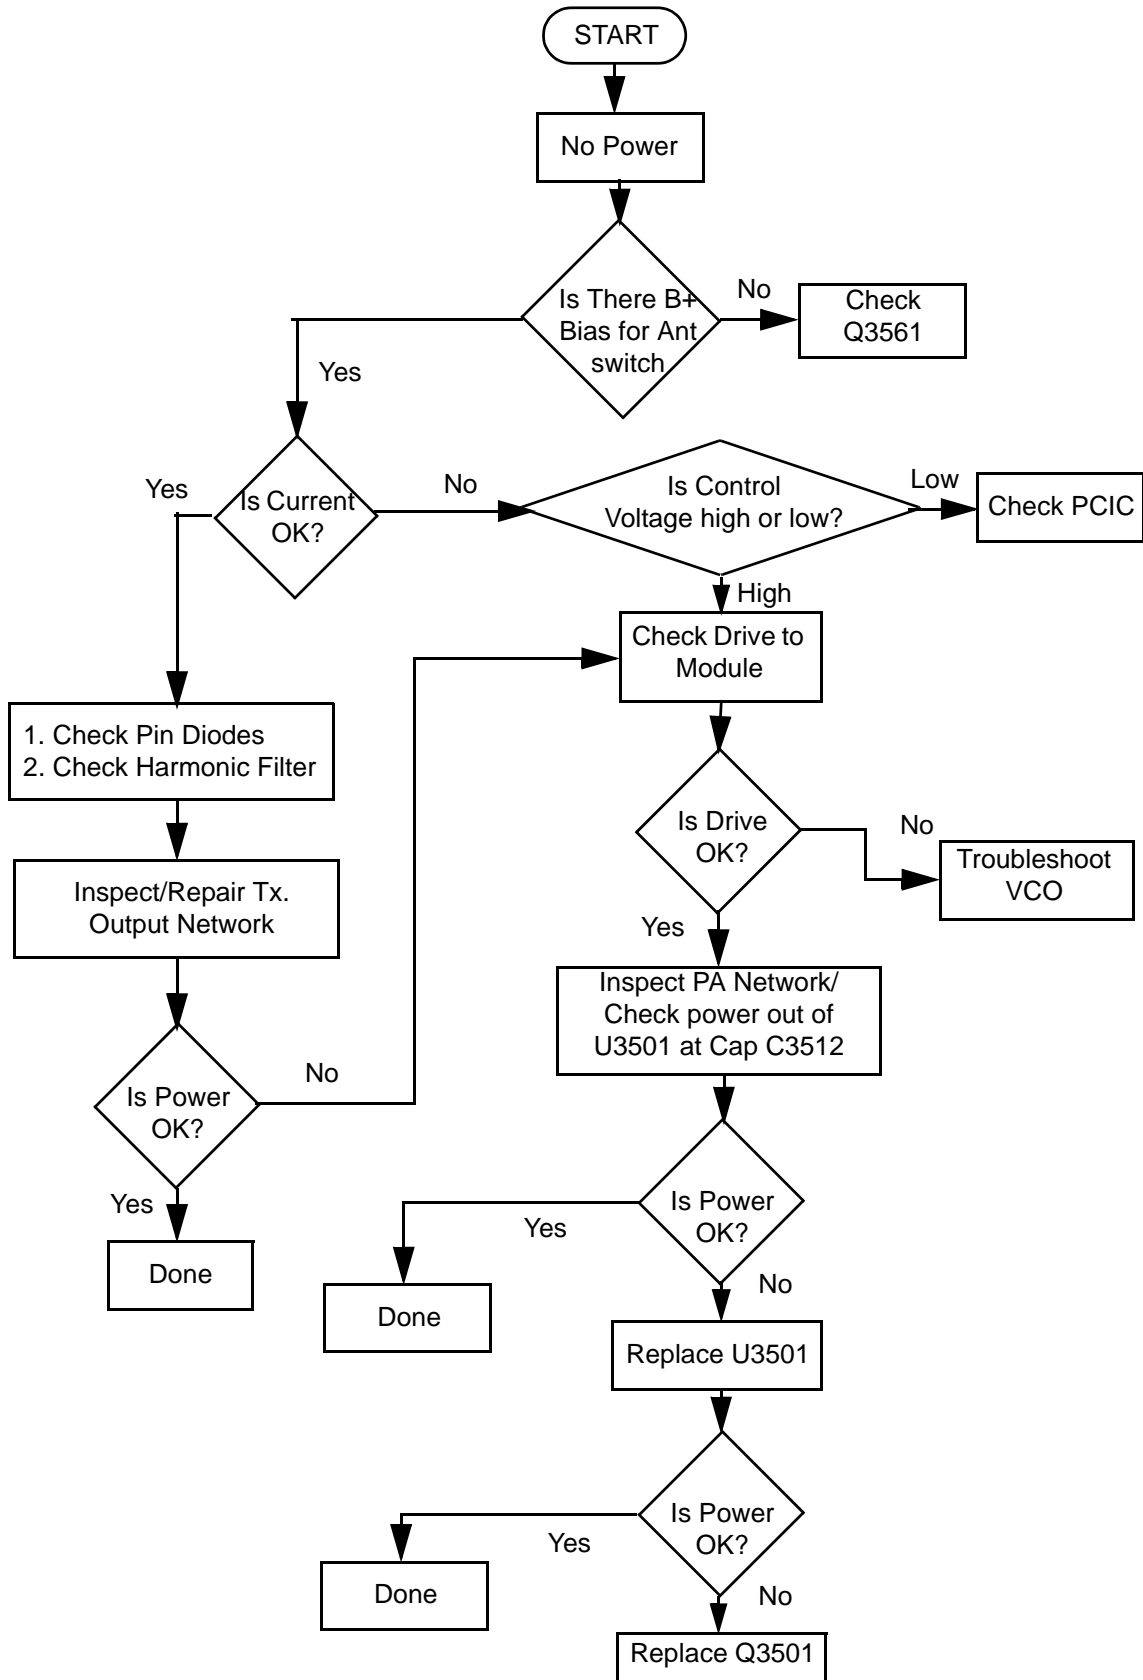 START
No Power
Is There B+
Bias for Ant
switch
No
Check
Q3561
Yes
Is Current
OK?
Yes
No
Is Control
Voltage high or low?
Low
Check PCIC
High
Check Drive to
Module
1. Check Pin Diodes
2. Check Harmonic Filter
Is Drive
OK?
No
Troubleshoot
VCO
Inspect/Repair Tx.
Output Network
Yes
Inspect PA Network/
Check power out of
U3501 at Cap C3512
Is Power
OK?
No
Yes
Done
Is Power
OK?
Yes
Done
No
Replace U3501
Is Power
OK?
Yes
Done
No
Replace Q3501